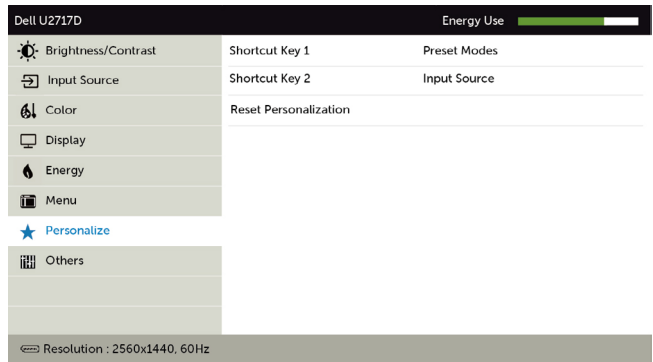 Dell U2717D Energy Use
Brightness/Contrast Shortcut Key 1 Preset Modes
Input Source Shortcut Key 2 Input Source
Color Reset Personalization
Display
Energy
Menu
Personalize
Others
Resolution : 2560x1440, 60Hz